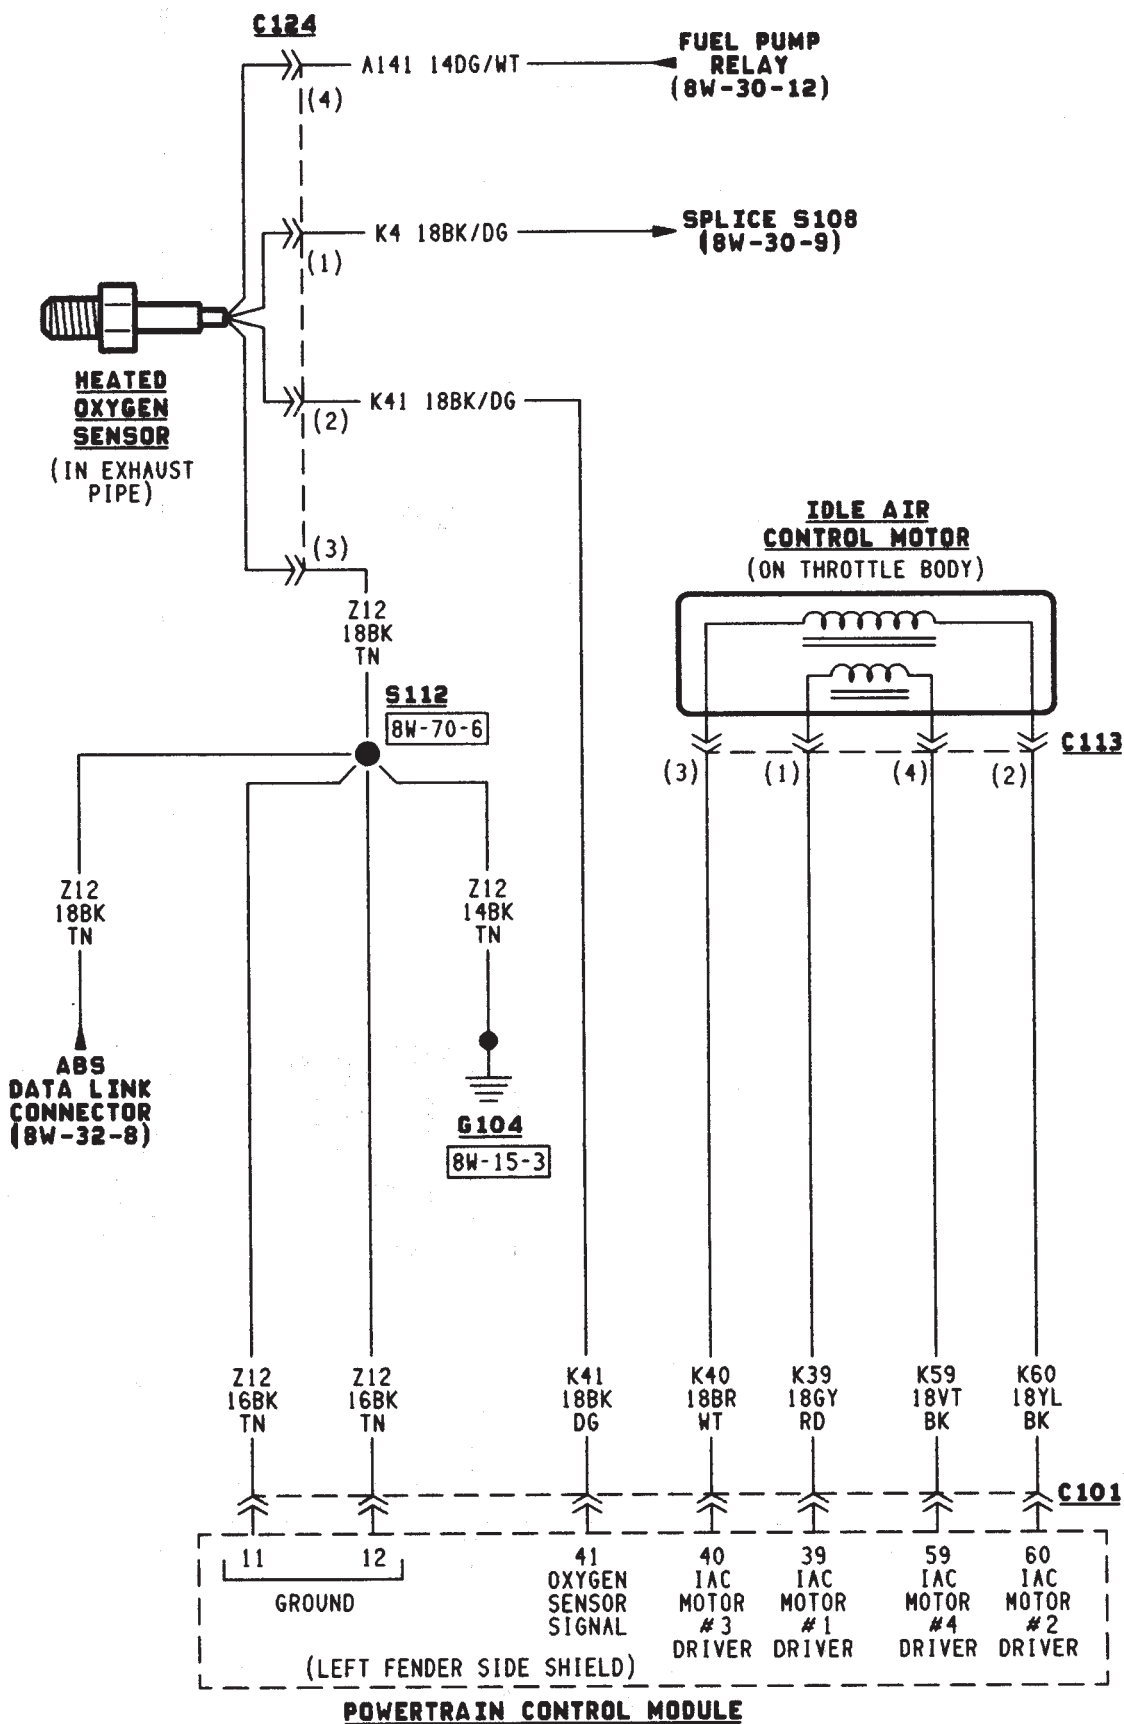 C124
A141 14DG/WT
FUEL PUMP
RELAY
(8W-30-12)
(4)
K4 18BK/DG
SPLICE S108
(8W-30-9)
(1)
HEATED
OXYGEN
SENSOR
(IN EXHAUST
PIPE)
K41 18BK/DG
(2)
(3)
Z12
18BK
TN
IDLE AIR
CONTROL MOTOR
(ON THROTTLE BODY)
S112
8W-70-6
C113
(3)
(1)
(4)
(2)
Z12
18BK
TN
Z12
14BK
TN
ABS
DATA LINK
CONNECTOR
(8W-32-8)
G104
8W-15-3
Z12
16BK
TN
Z12
16BK
TN
K41
18BK
DG
K40
18BR
WT
K39
18GY
RD
K59
18VT
BK
K60
18YL
BK
C101
11
12
GROUND
41
OXYGEN
SENSOR
SIGNAL
40
IAC
MOTOR
#3
DRIVER
39
IAC
MOTOR
#1
DRIVER
59
IAC
MOTOR
#4
DRIVER
60
IAC
MOTOR
#2
DRIVER
(LEFT FENDER SIDE SHIELD)
POWERTRAIN CONTROL MODULE